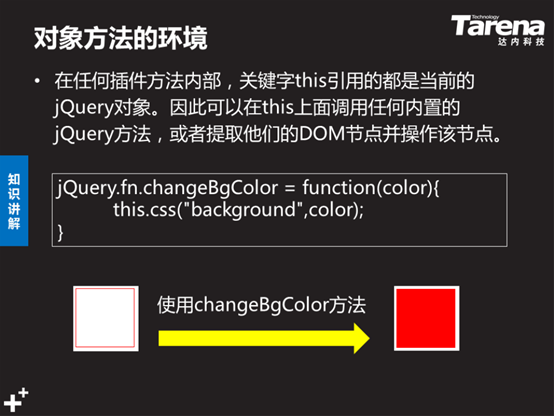 对象方法的环境
Technology
Tarena
达内科技
• 在任何插件方法内部，关键字this引用的都是当前的
jQuery对象。因此可以在this上面调用任何内置的
jQuery方法，或者提取他们的DOM节点并操作该节点。
知识讲解
jQuery.fn.changeBgColor = function(color){
this.css("background",color);
}
使用changeBgColor方法